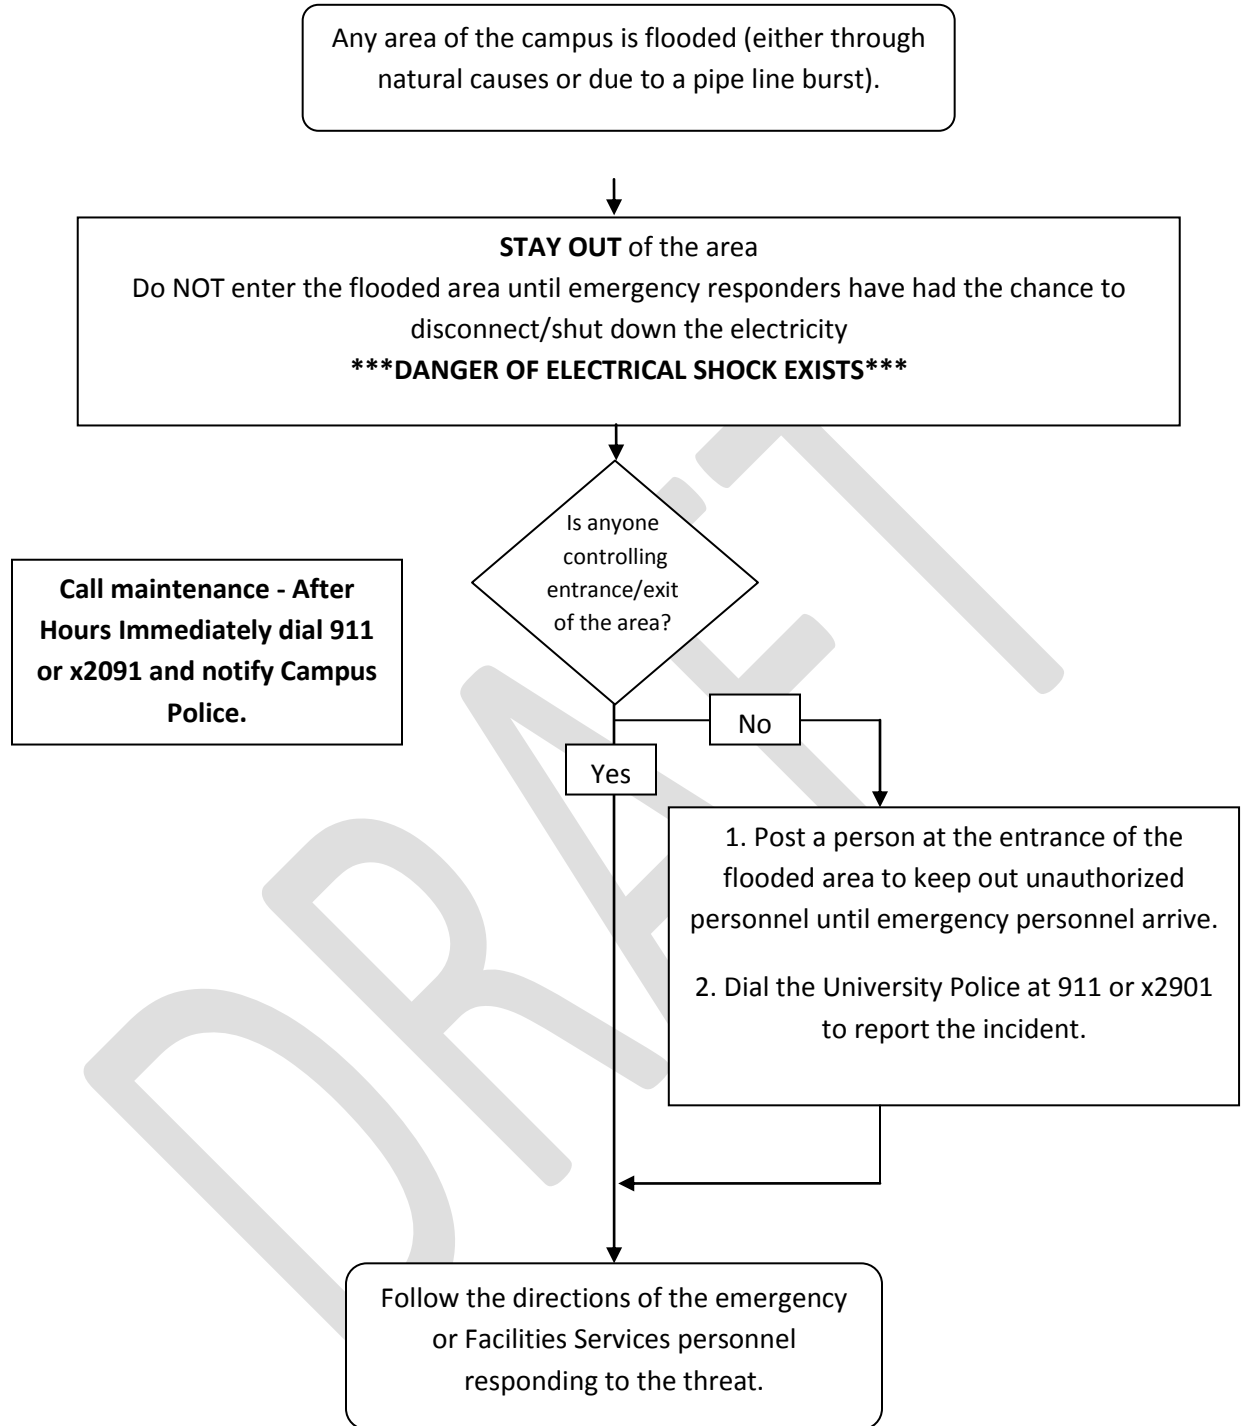 Any area of the campus is flooded (either through
natural causes or due to a pipe line burst).
STAY OUT of the area
Do NOT enter the flooded area until emergency responders have had the chance to
disconnect/shut down the electricity
***DANGER OF ELECTRICAL SHOCK EXISTS***
Is anyone
controlling
entrance/exit
of the area?
Call maintenance - After
Hours Immediately dial 911
or x2091 and notify Campus
Police.
No
Yes
1. Post a person at the entrance of the
flooded area to keep out unauthorized
personnel until emergency personnel arrive.
2. Dial the University Police at 911 or x2901
to report the incident.
Follow the directions of the emergency
or Facilities Services personnel
responding to the threat.
DRAFT